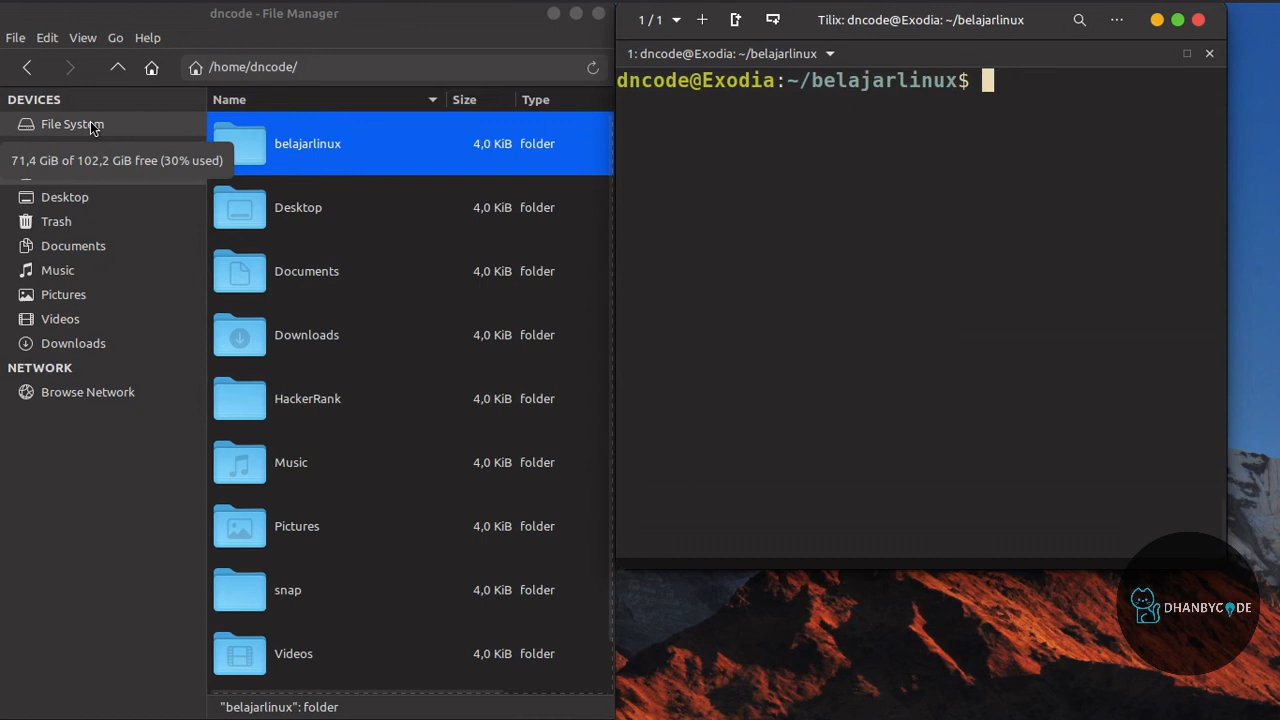 dncode - File Manager
File Edit View Go Help
/home/dncode/
DEVICES
File System
71,4 GiB of 102,2 GiB free (30% used)
Desktop
Trash
Documents
Music
Pictures
Videos
Downloads
NETWORK
Browse Network
Name Size Type
belajarlinux 4,0 KiB folder
Desktop 4,0 KiB folder
Documents 4,0 KiB folder
Downloads 4,0 KiB folder
HackerRank 4,0 KiB folder
Music 4,0 KiB folder
Pictures 4,0 KiB folder
snap 4,0 KiB folder
Videos 4,0 KiB folder
"belajarlinux": folder
1 / 1 Tilix: dncode@Exodia: ~/belajarlinux
1: dncode@Exodia: ~/belajarlinux
dncode@Exodia:~/belajarlinux$
DHANBYCODE